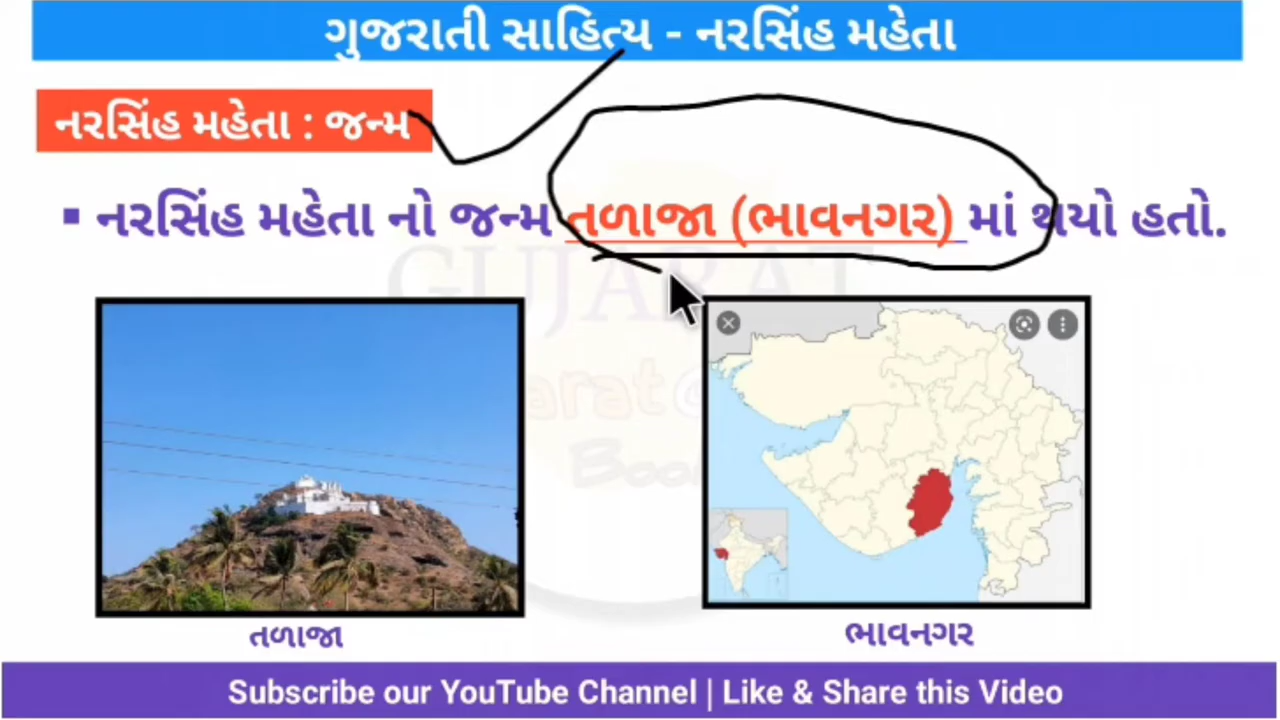 ગુજરાતી સાહિત્ય - નરસિંહ મહેતા
નરસિંહ મહેતા : જન્મ
▪ નરસિંહ મહેતા નો જન્મ તળાજા (ભાવનગર) માં થયો હતો.
GUJARAT
તળાજા
ભાવનગર
Subscribe our YouTube Channel | Like & Share this Video